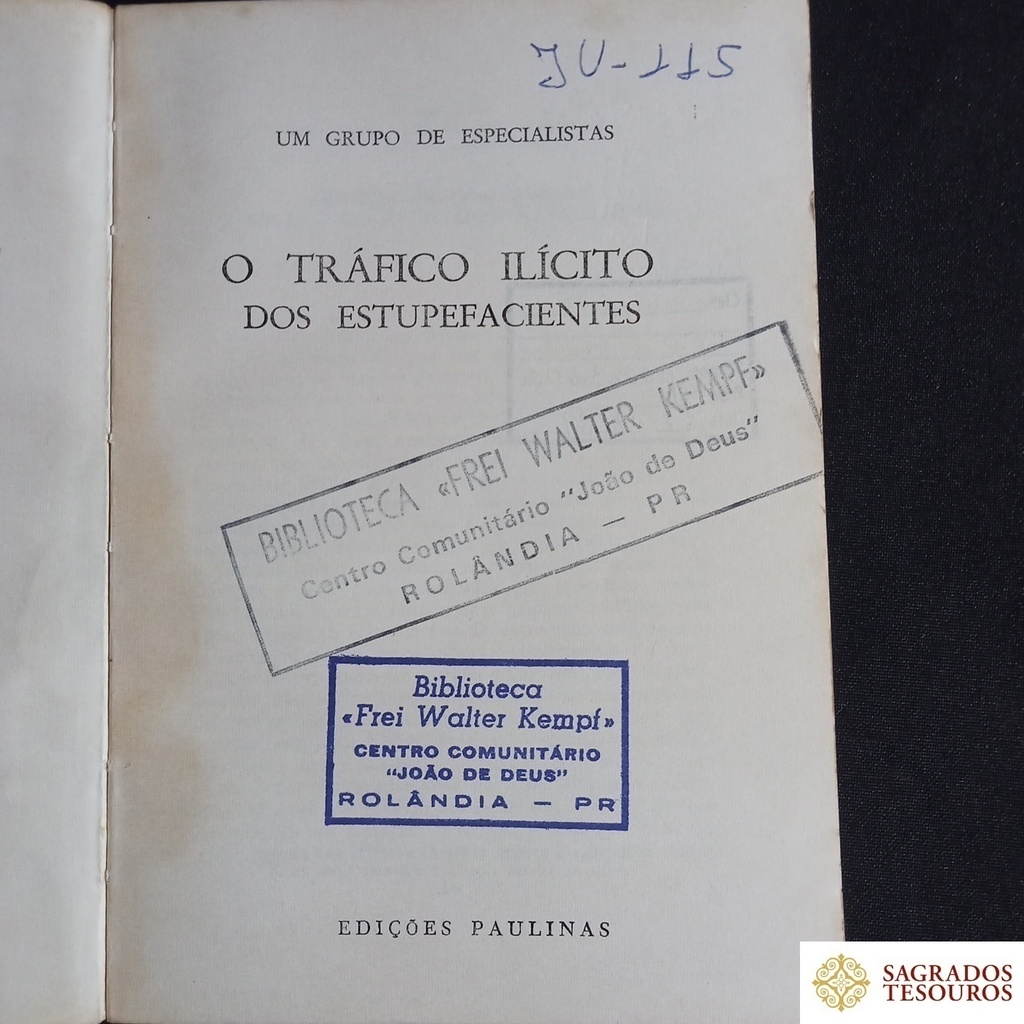 JU-115
UM GRUPO DE ESPECIALISTAS
O TRÁFICO ILÍCITO
DOS ESTUPEFACIENTES
BIBLIOTECA «FREI WALTER KEMPF»
Centro Comunitário "João de Deus"
ROLÂNDIA — PR
Biblioteca
«Frei Walter Kempf»
CENTRO COMUNITÁRIO
"JOÃO DE DEUS"
ROLÂNDIA — PR
EDIÇÕES PAULINAS
SAGRADOS
TESOUROS